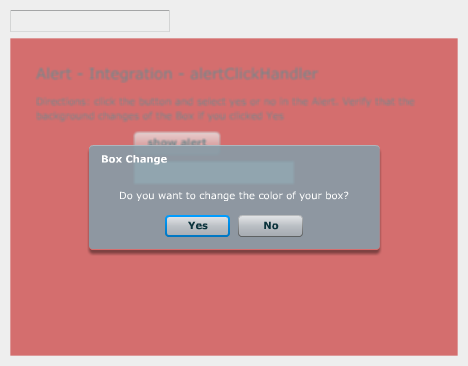 Alert - Integration - alertClickHandler
Directions: click the button and select yes or no in the Alert. Verify that the
background changes of the Box if you clicked Yes.
show alert
Box Change
Do you want to change the color of your box?
Yes
No